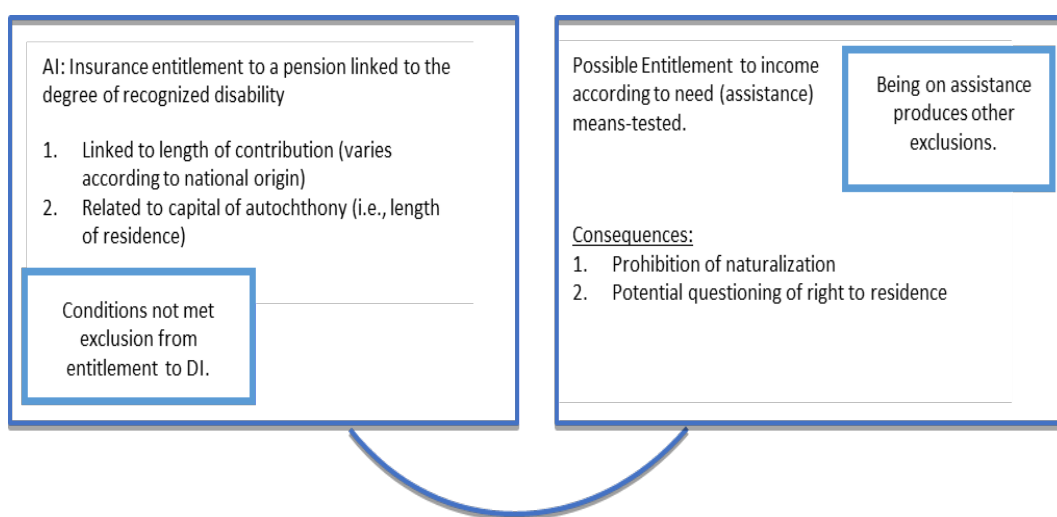 AI: Insurance entitlement to a pension linked to the
degree of recognized disability
1. Linked to length of contribution (varies
according to national origin)
2. Related to capital of autochthony (i.e., length
of residence)
Conditions not met
exclusion from
entitlement to DI.
Possible Entitlement to income
according to need (assistance)
means-tested.
Being on assistance
produces other
exclusions.
Consequences:
1. Prohibition of naturalization
2. Potential questioning of right to residence